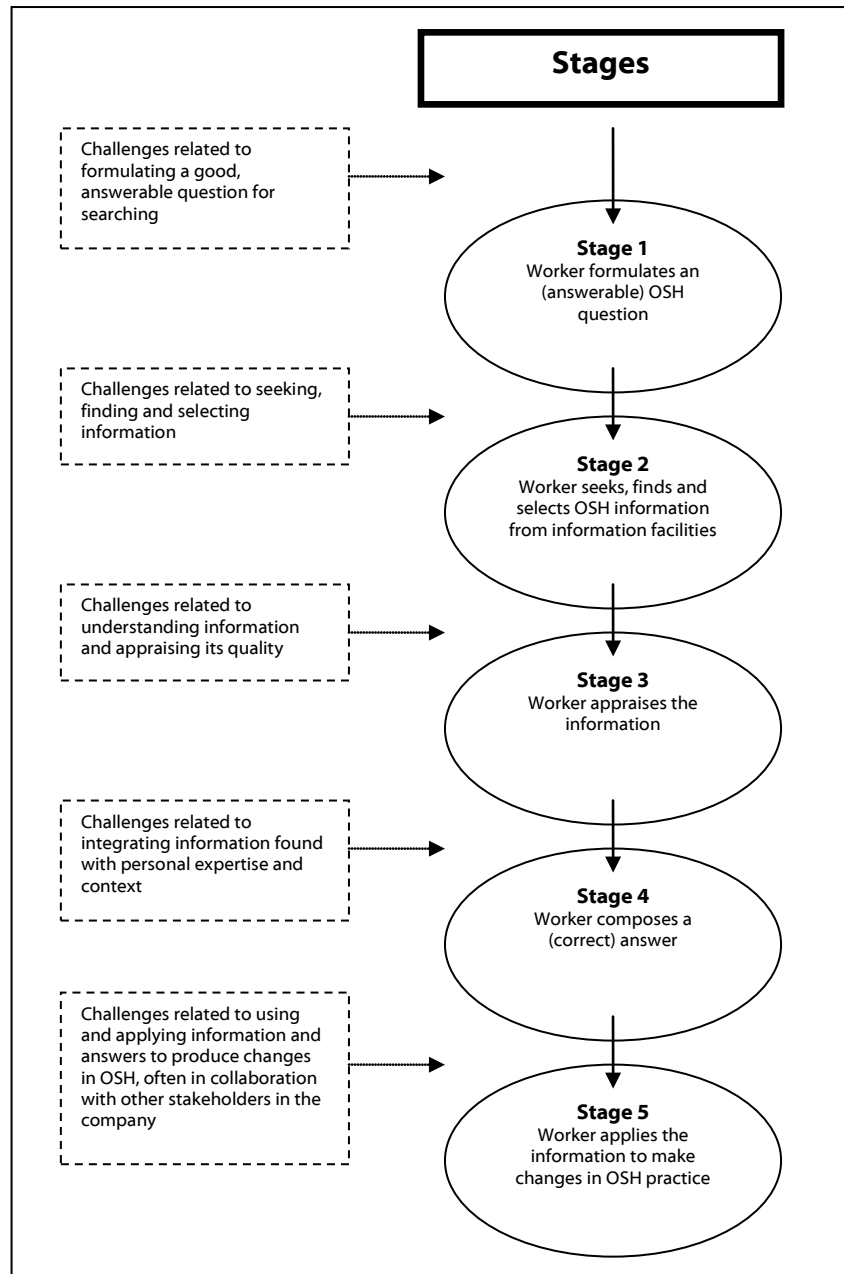 Stages
Challenges related to
formulating a good,
answerable question for
searching
Stage 1
Worker formulates an
(answerable) OSH
question
Challenges related to seeking,
finding and selecting
information
Stage 2
Worker seeks, finds and
selects OSH information
from information facilities
Challenges related to
understanding information
and appraising its quality
Stage 3
Worker appraises the
information
Challenges related to
integrating information found
with personal expertise and
context
Stage 4
Worker composes a
(correct) answer
Challenges related to using
and applying information and
answers to produce changes
in OSH, often in collaboration
with other stakeholders in the
company
Stage 5
Worker applies the
information to make
changes in OSH practice